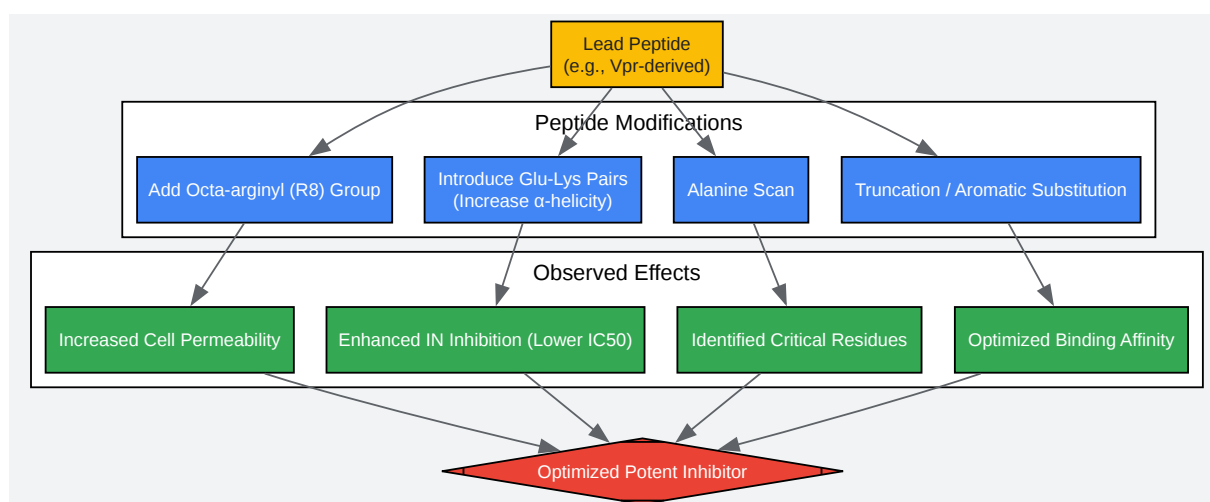 Lead Peptide
(e.g., Vpr-derived)
Peptide Modifications
Add Octa-arginyl (R8) Group
Introduce Glu-Lys Pairs
(Increase α-helicity)
Alanine Scan
Truncation / Aromatic Substitution
Observed Effects
Increased Cell Permeability
Enhanced IN Inhibition (Lower IC50)
Identified Critical Residues
Optimized Binding Affinity
Optimized Potent Inhibitor